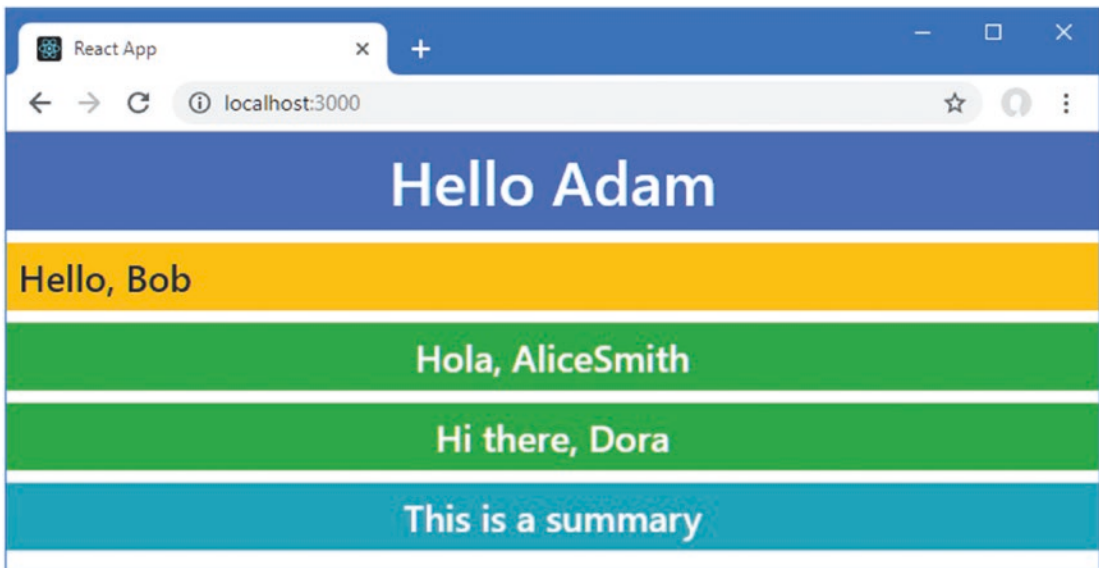 React App
localhost:3000
Hello Adam
Hello, Bob
Hola, AliceSmith
Hi there, Dora
This is a summary